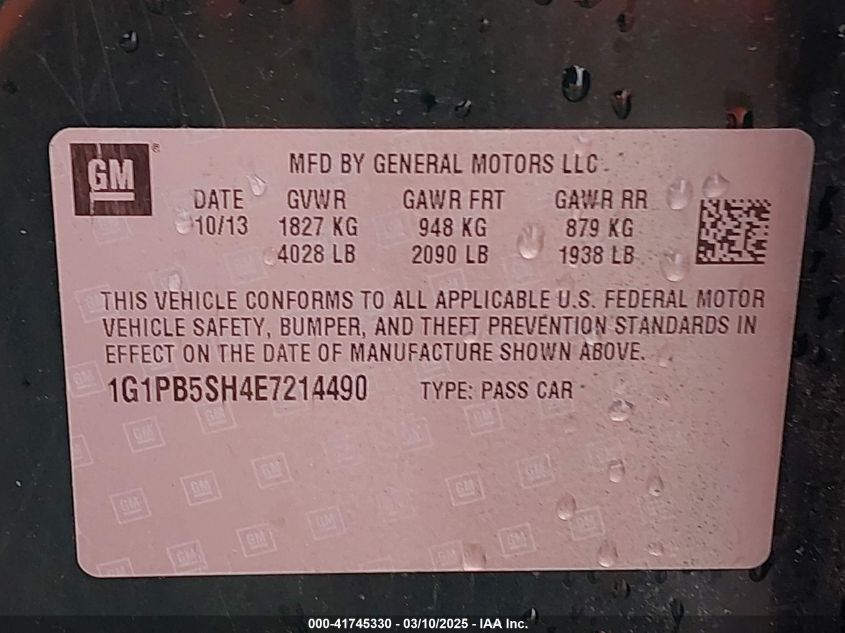 GM ®
MFD BY GENERAL MOTORS LLC
DATE GVWR GAWR FRT GAWR RR
10/13 1827 KG 948 KG 879 KG
4028 LB 2090 LB 1938 LB
THIS VEHICLE CONFORMS TO ALL APPLICABLE U.S. FEDERAL MOTOR
VEHICLE SAFETY, BUMPER, AND THEFT PREVENTION STANDARDS IN
EFFECT ON THE DATE OF MANUFACTURE SHOWN ABOVE.
1G1PB5SH4E7214490 TYPE: PASS CAR
000-41745330 - 03/10/2025 - IAA Inc.